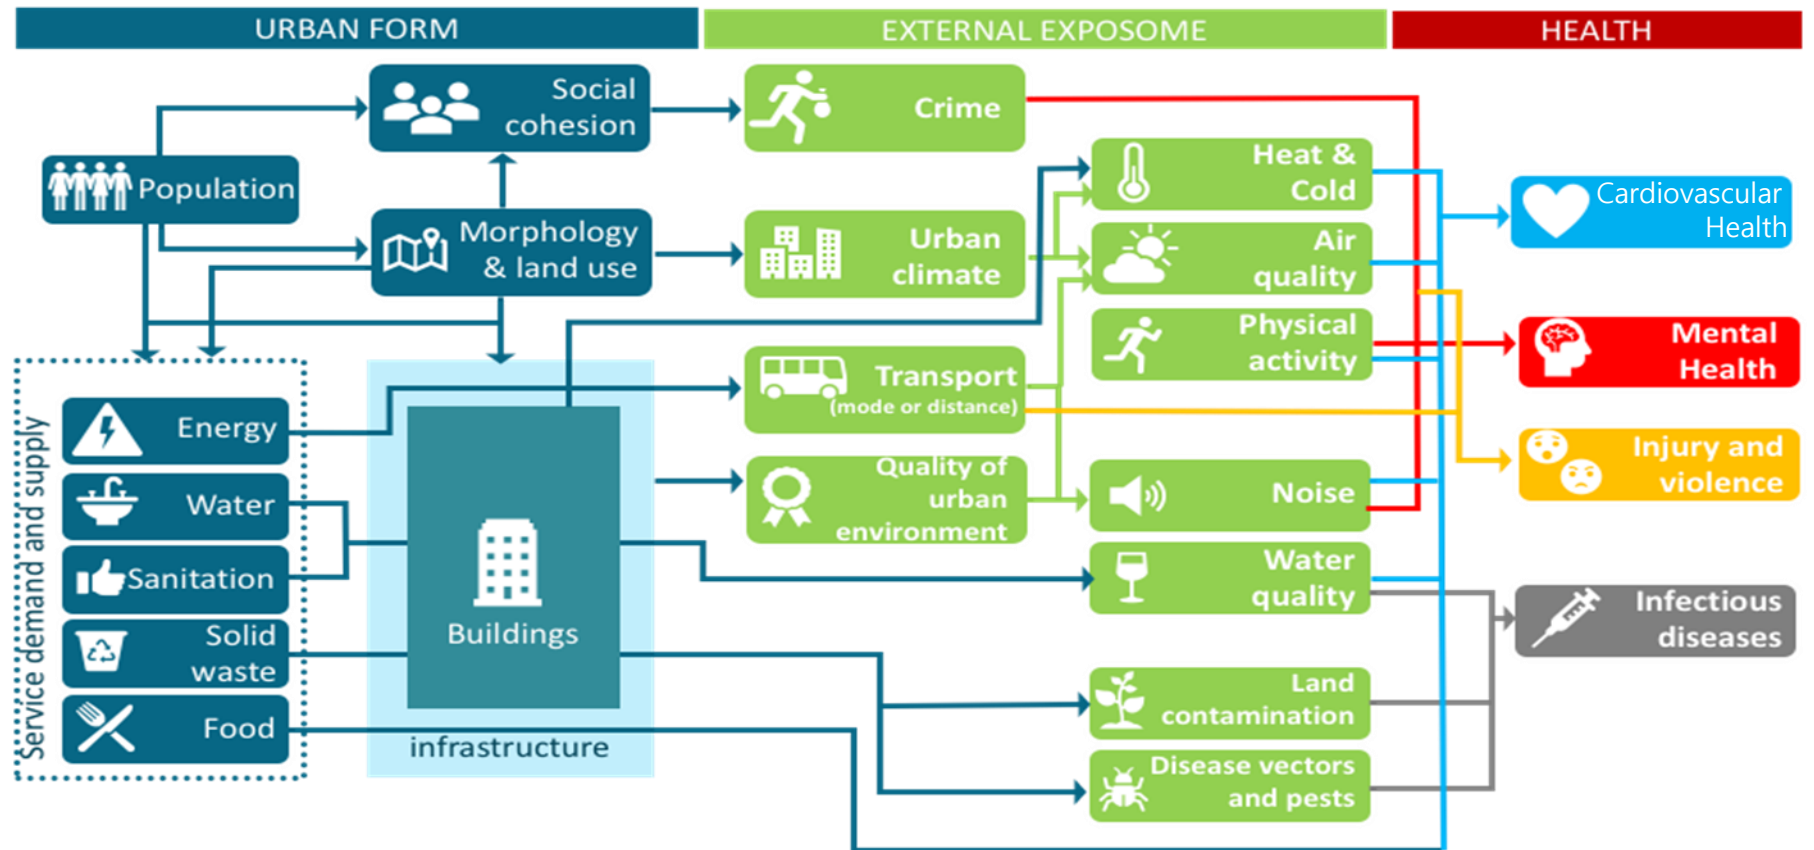 URBAN FORM
EXTERNAL EXPOSOME
HEALTH
Social
cohesion
Population
Morphology
& land use
Service demand and supply
Energy
Water
Sanitation
Solid
waste
Food
Buildings
infrastructure
Crime
Urban
climate
Transport
(mode or distance)
Quality of
urban
environment
Heat &
Cold
Air
quality
Physical
activity
Noise
Water
quality
Land
contamination
Disease vectors
and pests
Cardiovascular
Health
Mental
Health
Injury and
violence
Infectious
diseases